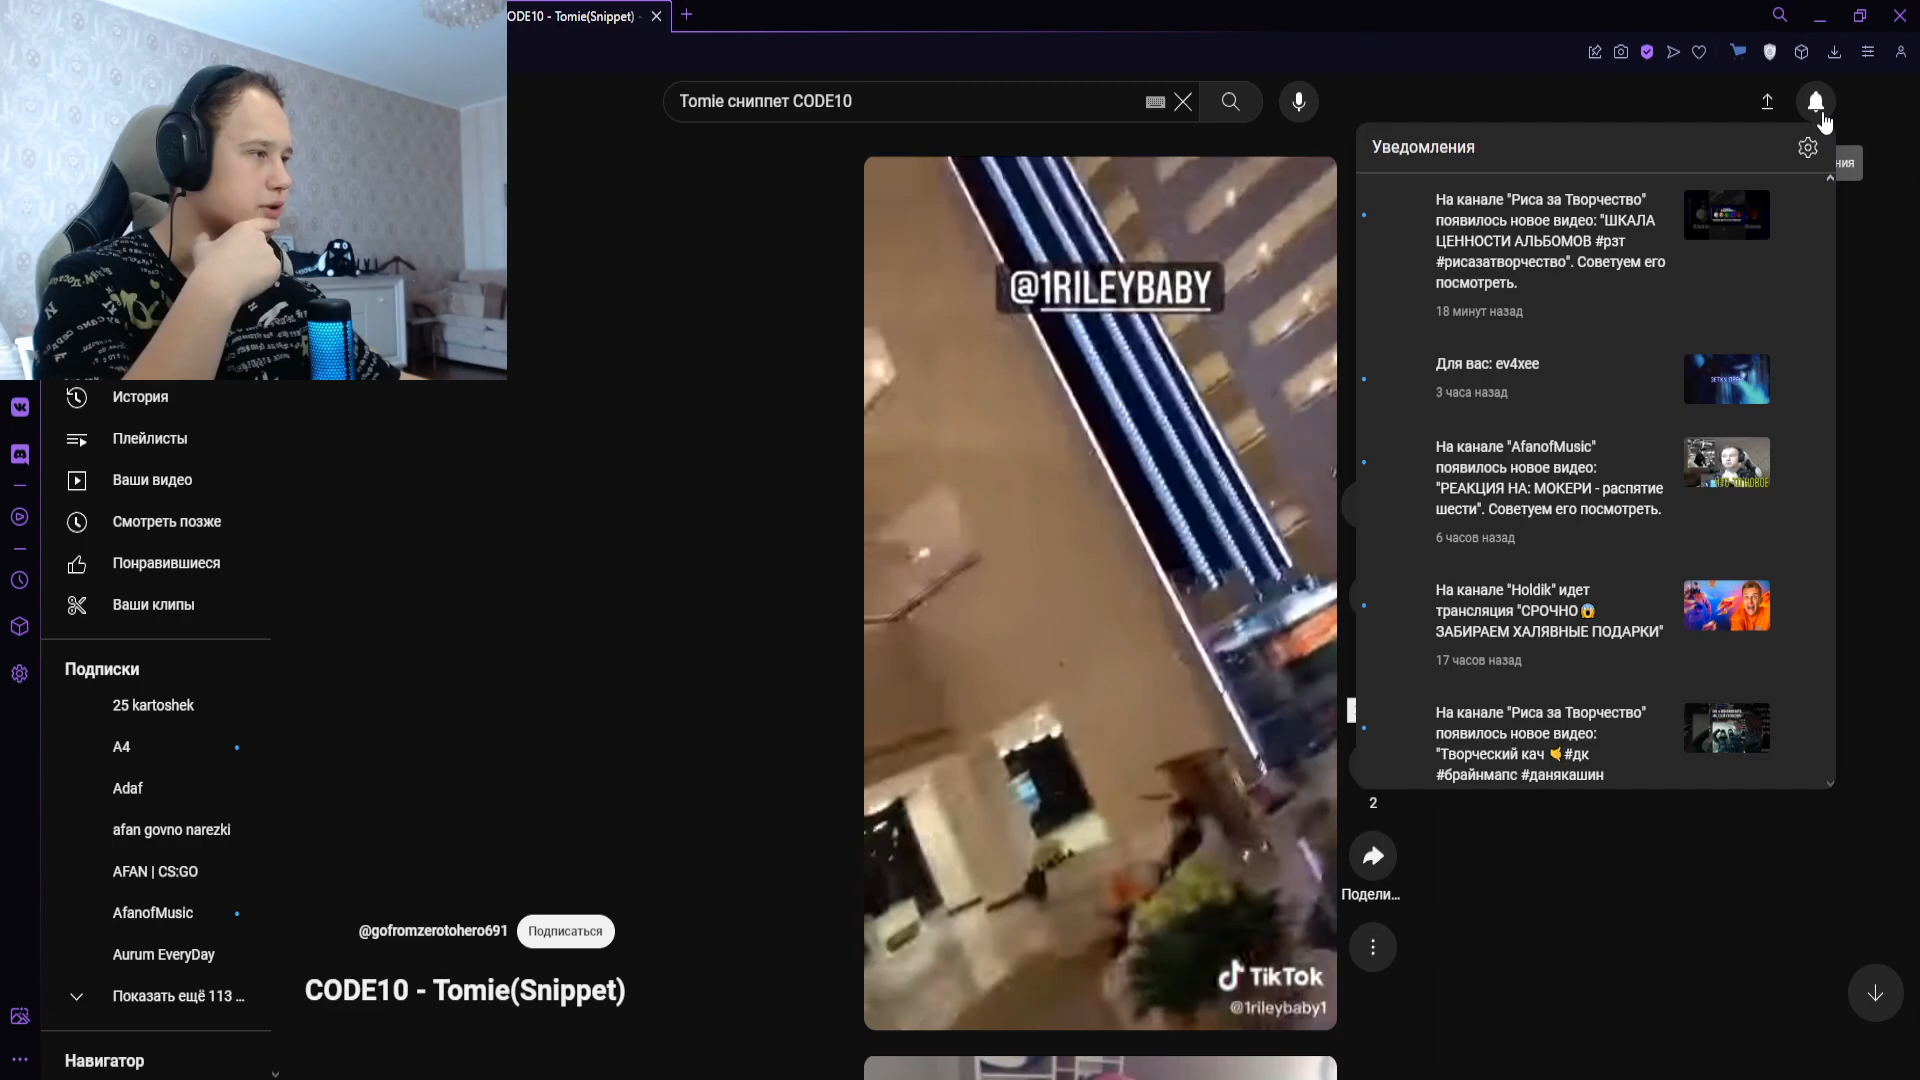 ODE10 - Tomie(Snippet)
Tomie сниппет CODE10
Уведомления
ния
На канале "Риса за Творчество"
появилось новое видео: "ШКАЛА
ЦЕННОСТИ АЛЬБОМОВ #рзт
#рисазатворчество". Советуем его
посмотреть.
18 минут назад
Для вас: ev4xee
3 часа назад
На канале "AfanofMusic"
появилось новое видео:
"РЕАКЦИЯ НА: МОКЕРИ - распятие
шести". Советуем его посмотреть.
6 часов назад
На канале "Holdik" идет
трансляция "СРОЧНО😱
ЗАБИРАЕМ ХАЛЯВНЫЕ ПОДАРКИ"
17 часов назад
На канале "Риса за Творчество"
появилось новое видео:
"Творческий кач 🤙#дк
#брайнмапс #данякашин
@1RILEYBABY
История
Плейлисты
Ваши видео
Смотреть позже
Понравившиеся
Ваши клипы
Подписки
25 kartoshek
A4
Adaf
afan govno narezki
AFAN | CS:GO
AfanofMusic
Aurum EveryDay
Показать ещё 113 ...
Навигатор
@gofromzerotohero691
Подписаться
CODE10 - Tomie(Snippet)
TikTok
@1rileybaby1
2
Подели...